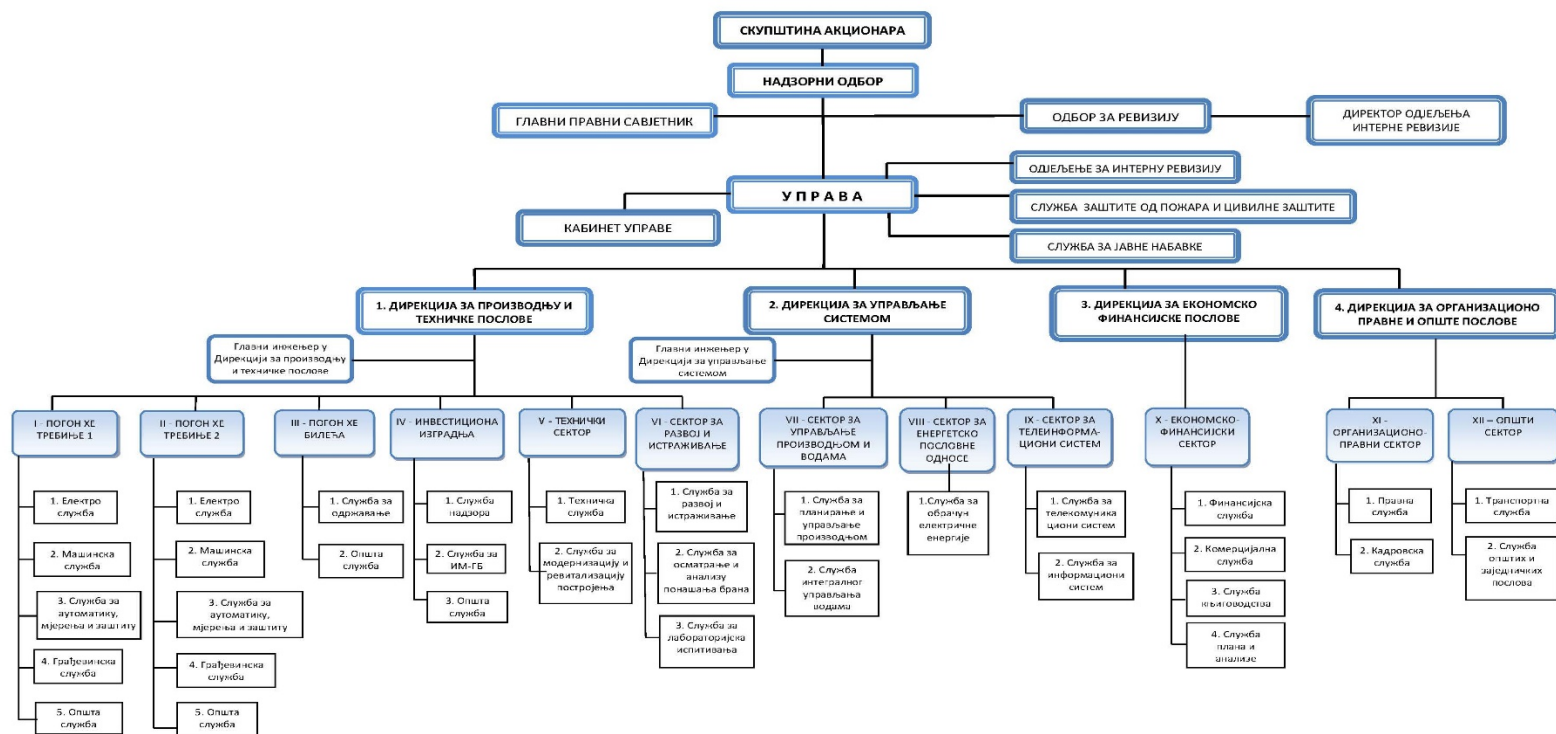 СКУПШТИНА АКЦИОНАРА
НАДЗОРНИ ОДБОР
ГЛАВНИ ПРАВНИ САВЈЕТНИК
ОДБОР ЗА РЕВИЗИЈУ
ДИРЕКТОР ОДЈЕЉЕЊА
ИНТЕРНЕ РЕВИЗИЈЕ
ОДЈЕЉЕЊЕ ЗА ИНТЕРНУ РЕВИЗИЈУ
У П Р А В А
СЛУЖБА ЗАШТИТЕ ОД ПОЖАРА И ЦИВИЛНЕ ЗАШТИТЕ
КАБИНЕТ УПРАВЕ
СЛУЖБА ЗА ЈАВНЕ НАБАВКЕ
1. ДИРЕКЦИЈА ЗА ПРОИЗВОДЊУ И
ТЕХНИЧКЕ ПОСЛОВЕ
2. ДИРЕКЦИЈА ЗА УПРАВЉАЊЕ
СИСТЕМОМ
3. ДИРЕКЦИЈА ЗА ЕКОНОМСКО
ФИНАНСИЈСКЕ ПОСЛОВЕ
4. ДИРЕКЦИЈА ЗА ОРГАНИЗАЦИОНО
ПРАВНЕ И ОПШТЕ ПОСЛОВЕ
Главни инжењер у
Дирекцији за производњу
и техничке послове
Главни инжењер у
Дирекцији за управљање
системом
I - ПОГОН ХЕ
ТРЕБИЊЕ 1
II - ПОГОН ХЕ
ТРЕБИЊЕ 2
III - ПОГОН ХЕ
БИЛЕЋА
IV - ИНВЕСТИЦИОНА
ИЗГРАДЊА
V - ТЕХНИЧКИ
СЕКТОР
VI - СЕКТОР ЗА
РАЗВОЈ И
ИСТРАЖИВАЊЕ
VII - СЕКТОР ЗА
УПРАВЉАЊЕ
ПРОИЗВОДЊОМ И
ВОДАМА
VIII - СЕКТОР ЗА
ЕНЕРГЕТСКО
ПОСЛОВНЕ
ОДНОСЕ
IX - СЕКТОР ЗА
ТЕЛЕИНФОРМА-
ЦИОНИ СИСТЕМ
X - ЕКОНОМСКО-
ФИНАНСИЈСКИ
СЕКТОР
XI -
ОРГАНИЗАЦИОНО-
ПРАВНИ СЕКТОР
XII – ОПШТИ
СЕКТОР
1. Електро
служба
2. Машинска
служба
3. Служба за
аутоматику,
мјерења и заштиту
4. Грађевинска
служба
5. Општа
служба
1. Електро
служба
2. Машинска
служба
3. Служба за
аутоматику,
мјерења и заштиту
4. Грађевинска
служба
5. Општа
служба
1. Служба за
одржавање
2. Општа
служба
1. Служба
надзора
2. Служба за
ИМ-ГБ
3. Општа
служба
1. Техничка
служба
2. Служба за
модернизацију и
ревитализацију
постројења
1. Служба за
развој и
истраживање
2. Служба за
осматрање и
анализу
понашања брана
3. Служба за
лабораторијска
испитивања
1. Служба за
планирање и
управљање
производњом
2. Служба
интегралног
управљања
водама
1.Служба за
обрачун
електричне
енергије
1. Служба за
телекомуника
циони систем
2. Служба за
информациони
систем
1. Финансијска
служба
2. Комерцијална
служба
3. Служба
књиговодства
4. Служба
плана и
анализе
1. Правна
служба
2. Кадровска
служба
1. Транспортна
служба
2. Служба
општих и
заједничких
послова